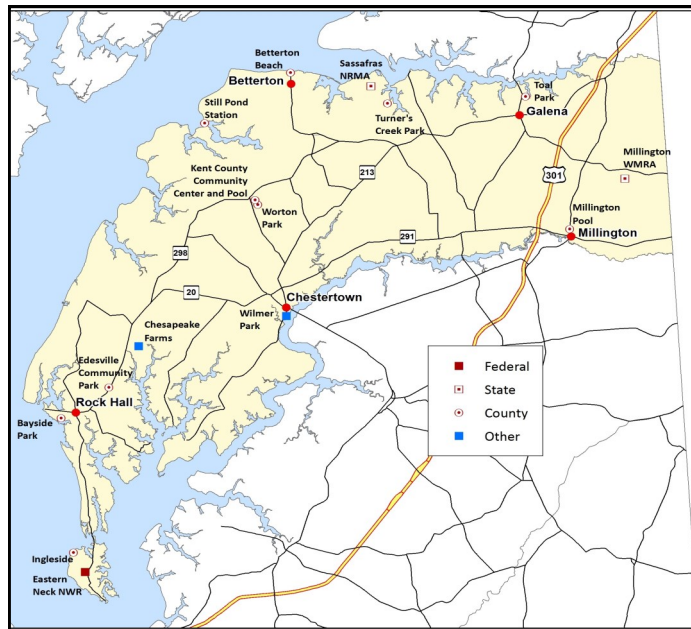 Betterton
Beach
Sassafras
NRMA
Betterton
Toal
Park
Still Pond
Station
Turner's
Creek Park
Galena
Kent County
Community
Center and Pool
213
301
Millington
WMRA
Worton
Park
Millington
Pool
291
Millington
298
20
Chestertown
Wilmer
Park
Chesapeake
Farms
Edesville
Community
Park
Rock Hall
Bayside
Park
Federal
State
County
Other
Ingleside
Eastern
Neck NWR